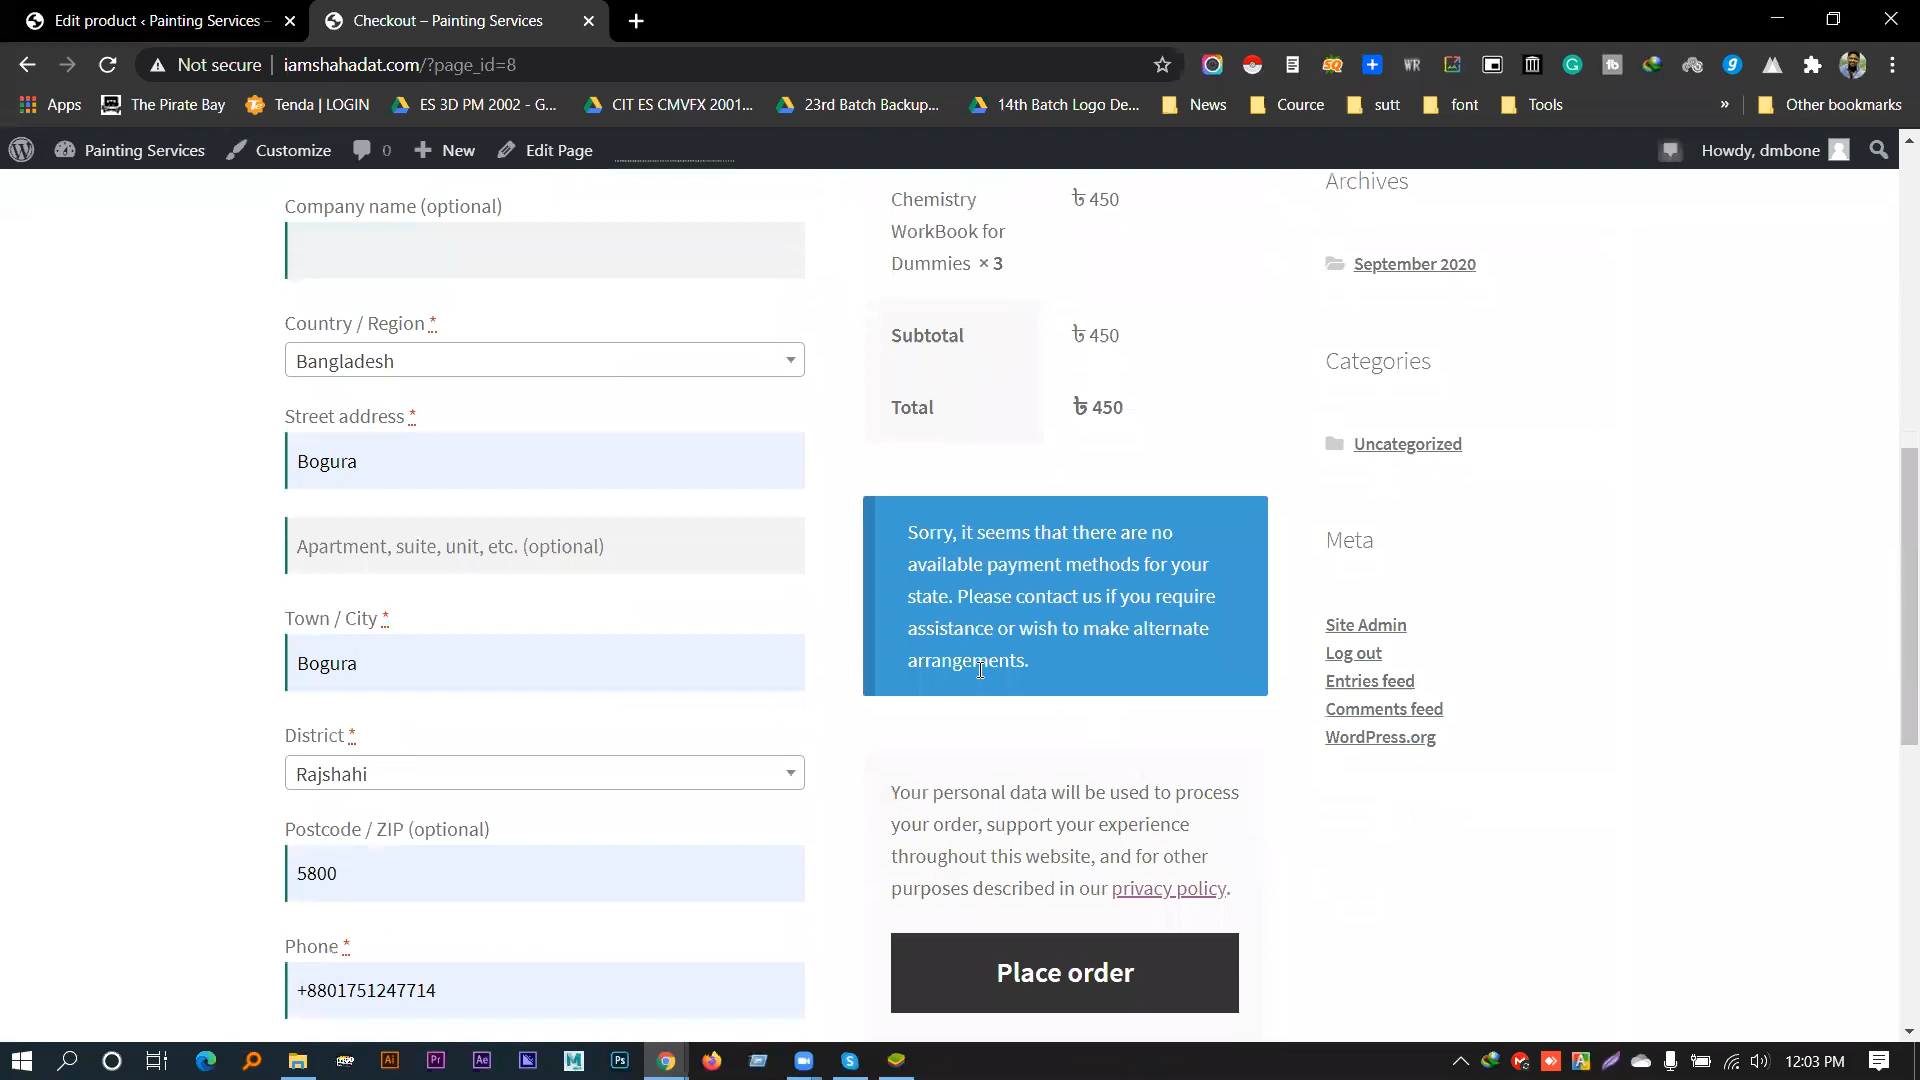 Edit product ‹ Painting Services –
Checkout – Painting Services
Not secure
iamshahadat.com/?page_id=8
Apps
The Pirate Bay
Tenda | LOGIN
ES 3D PM 2002 - G...
CIT ES CMVFX 2001...
23rd Batch Backup...
14th Batch Logo De...
News
Cource
sutt
font
Tools
»
Other bookmarks
Painting Services
Customize
0
New
Edit Page
Howdy, dmbone
Company name (optional)
Country / Region *
Bangladesh
Street address *
Bogura
Apartment, suite, unit, etc. (optional)
Town / City *
Bogura
District *
Rajshahi
Postcode / ZIP (optional)
5800
Phone *
+8801751247714
Chemistry
WorkBook for
Dummies × 3
৳ 450
Subtotal
৳ 450
Total
৳ 450
Sorry, it seems that there are no
available payment methods for your
state. Please contact us if you require
assistance or wish to make alternate
arrangements.
Your personal data will be used to process
your order, support your experience
throughout this website, and for other
purposes described in our privacy policy.
Place order
Archives
September 2020
Categories
Uncategorized
Meta
Site Admin
Log out
Entries feed
Comments feed
WordPress.org
Ai
Pr
Ae
Ps
12:03 PM